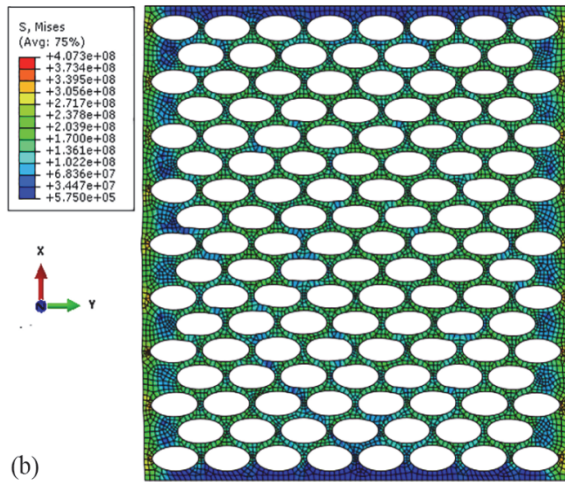 S, Mises
(Avg: 75%)
+4.073e+08
+3.734e+08
+3.395e+08
+3.056e+08
+2.717e+08
+2.378e+08
+2.039e+08
+1.700e+08
+1.361e+08
+1.022e+08
+6.836e+07
+3.447e+07
+5.750e+05
X
Y
(b)